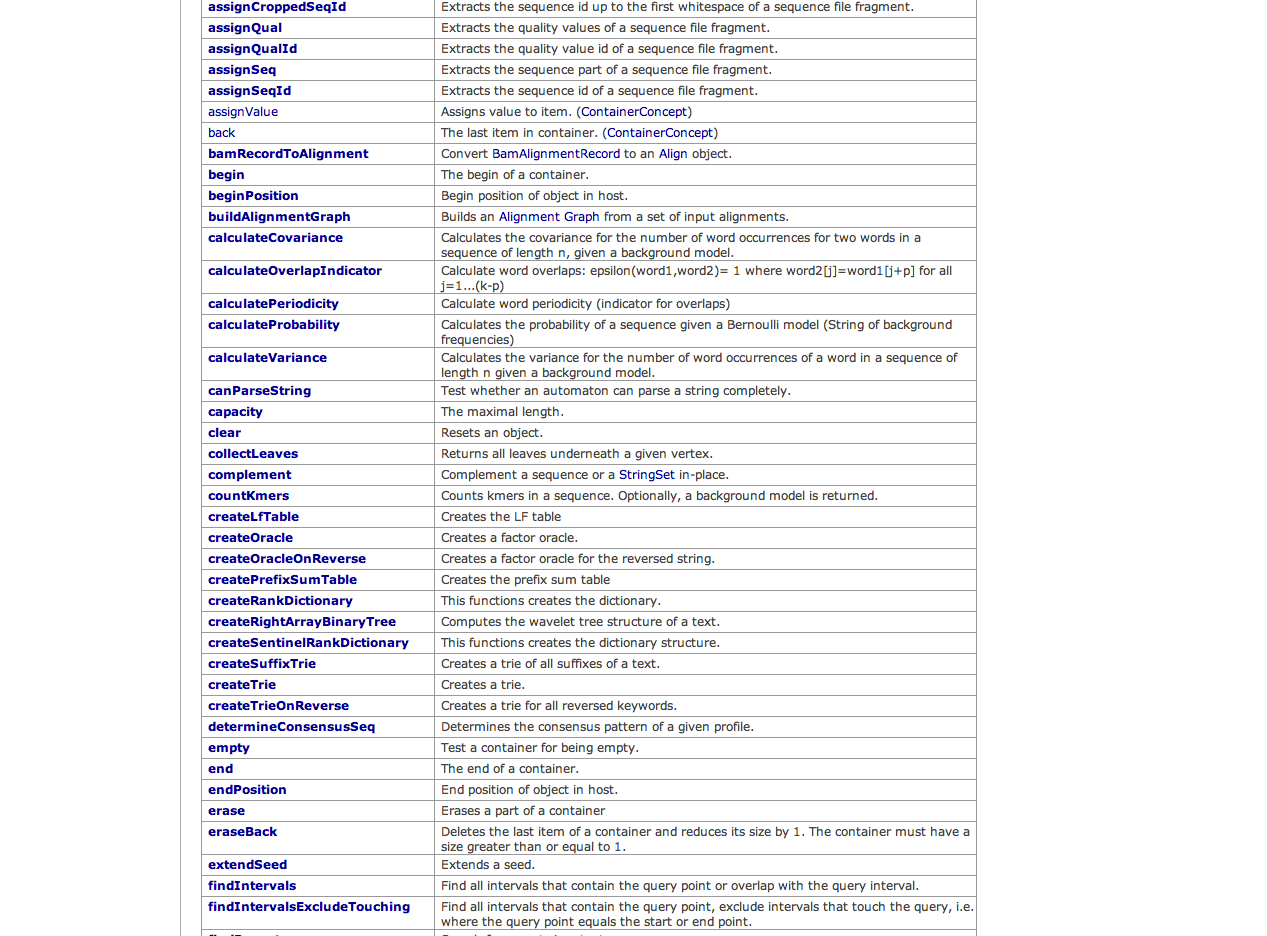 assignCroppedSeqId Extracts the sequence id up to the first whitespace of a sequence file fragment.
assignQual Extracts the quality values of a sequence file fragment.
assignQualId Extracts the quality value id of a sequence file fragment.
assignSeq Extracts the sequence part of a sequence file fragment.
assignSeqId Extracts the sequence id of a sequence file fragment.
assignValue Assigns value to item. (ContainerConcept)
back The last item in container. (ContainerConcept)
bamRecordToAlignment Convert BamAlignmentRecord to an Align object.
begin The begin of a container.
beginPosition Begin position of object in host.
buildAlignmentGraph Builds an Alignment Graph from a set of input alignments.
calculateCovariance Calculates the covariance for the number of word occurrences for two words in a
sequence of length n, given a background model.
calculateOverlapIndicator Calculate word overlaps: epsilon(word1,word2)= 1 where word2[j]=word1[j+p] for all
j=1...(k-p)
calculatePeriodicity Calculate word periodicity (indicator for overlaps)
calculateProbability Calculates the probability of a sequence given a Bernoulli model (String of background
frequencies)
calculateVariance Calculates the variance for the number of word occurrences of a word in a sequence of
length n given a background model.
canParseString Test whether an automaton can parse a string completely.
capacity The maximal length.
clear Resets an object.
collectLeaves Returns all leaves underneath a given vertex.
complement Complement a sequence or a StringSet in-place.
countKmers Counts kmers in a sequence. Optionally, a background model is returned.
createLfTable Creates the LF table
createOracle Creates a factor oracle.
createOracleOnReverse Creates a factor oracle for the reversed string.
createPrefixSumTable Creates the prefix sum table
createRankDictionary This functions creates the dictionary.
createRightArrayBinaryTree Computes the wavelet tree structure of a text.
createSentinelRankDictionary This functions creates the dictionary structure.
createSuffixTrie Creates a trie of all suffixes of a text.
createTrie Creates a trie.
createTrieOnReverse Creates a trie for all reversed keywords.
determineConsensusSeq Determines the consensus pattern of a given profile.
empty Test a container for being empty.
end The end of a container.
endPosition End position of object in host.
erase Erases a part of a container
eraseBack Deletes the last item of a container and reduces its size by 1. The container must have a
size greater than or equal to 1.
extendSeed Extends a seed.
findIntervals Find all intervals that contain the query point or overlap with the query interval.
findIntervalsExcludeTouching Find all intervals that contain the query point, exclude intervals that touch the query, i.e.
where the query point equals the start or end point.